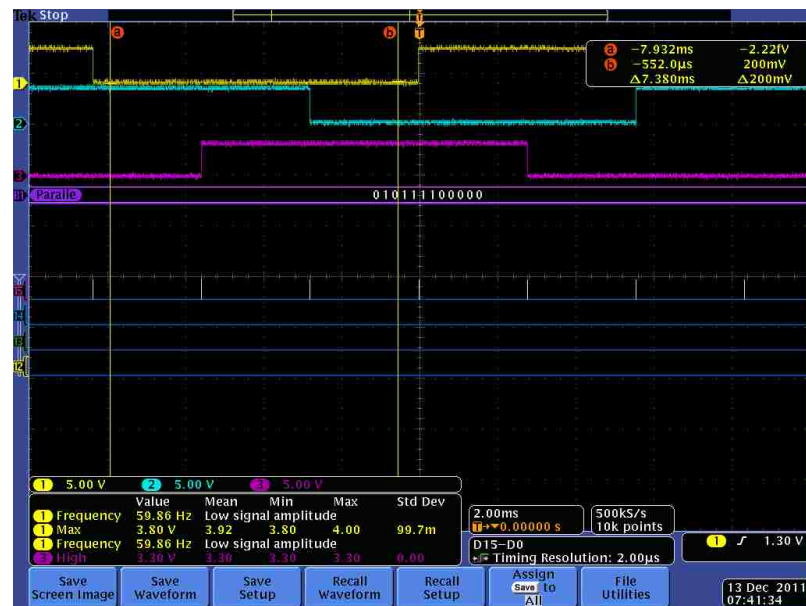 Tek Stop
T
a
b
T
a −7.932ms −2.22fV
b −552.0µs 200mV
Δ7.380ms Δ200mV
1
2
3
B1 Paralle
010111100000
15
14
13
12
1 5.00 V 2 5.00 V 3 5.00 V
Value Mean Min Max Std Dev
1 Frequency 59.86 Hz Low signal amplitude
1 Max 3.80 V 3.92 3.80 4.00 99.7m
1 Frequency 59.86 Hz Low signal amplitude
3 High 3.30 V 3.30 3.30 3.30 0.00
2.00ms
T→▼0.00000 s
500kS/s
10k points
D15−D0
Timing Resolution: 2.00µs
1 1.30 V
Save Screen Image
Save Waveform
Save Setup
Recall Waveform
Recall Setup
Assign Save to All
File Utilities
13 Dec 2011
07:41:34